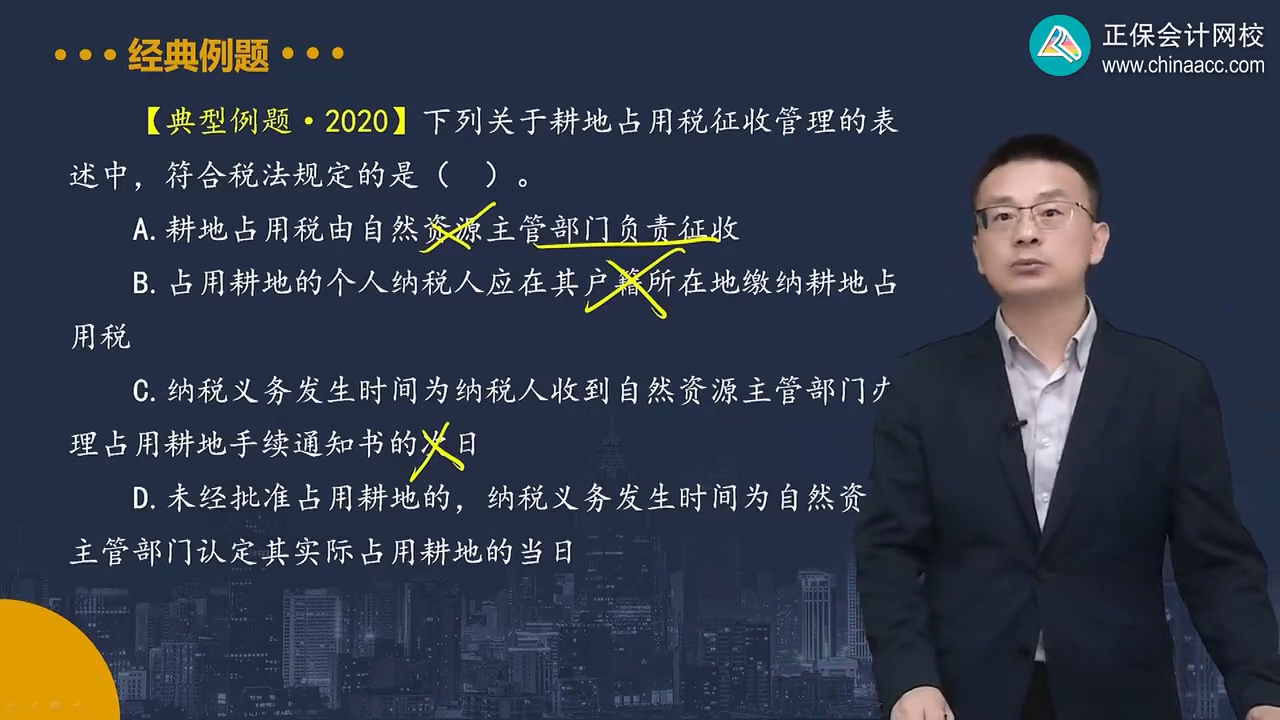 经典例题
正保会计网校
www.chinaacc.com
【典型例题·2020】下列关于耕地占用税征收管理的表
述中，符合税法规定的是（ ）。
A.耕地占用税由自然资源主管部门负责征收
B.占用耕地的个人纳税人应在其户籍所在地缴纳耕地占
用税
C.纳税义务发生时间为纳税人收到自然资源主管部门办
理占用耕地手续通知书的次日
D.未经批准占用耕地的，纳税义务发生时间为自然资
主管部门认定其实际占用耕地的当日